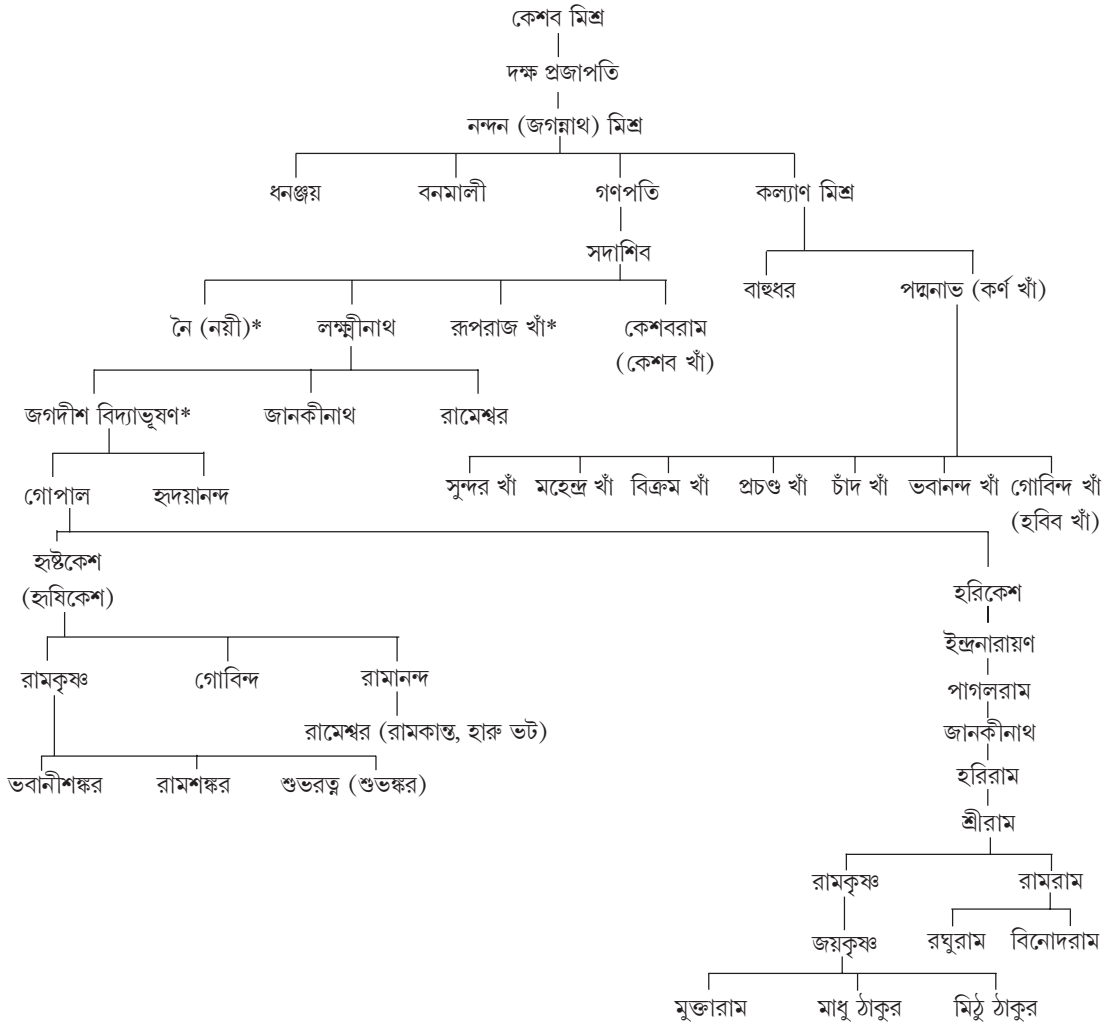 কেশব মিশ্র
দক্ষ প্রজাপতি
নন্দন (জগন্নাথ) মিশ্র
ধনঞ্জয় বনমালী গণপতি কল্যাণ মিশ্র
সদাশিব
বাহুধর পদ্মনাভ (কর্ণ খাঁ)
নৈ (নয়ী)* লক্ষ্মীনাথ রূপরাজ খাঁ* কেশবরাম
(কেশব খাঁ)
জগদীশ বিদ্যাভূষণ* জানকীনাথ রামেশ্বর
গোপাল হৃদয়ানন্দ
সুন্দর খাঁ মহেন্দ্র খাঁ বিক্রম খাঁ প্রচণ্ড খাঁ চাঁদ খাঁ ভবানন্দ খাঁ গোবিন্দ খাঁ
(হবিব খাঁ)
হৃষ্টকেশ
(হৃষিকেশ)
হরিকেশ
ইন্দ্রনারায়ণ
রামকৃষ্ণ গোবিন্দ রামানন্দ
পাগলরাম
রামেশ্বর (রামকান্ত, হারু ভট)
জানকীনাথ
ভবানীশঙ্কর রামশঙ্কর শুভরত্ন (শুভঙ্কর)
হরিরাম
শ্রীরাম
রামকৃষ্ণ রামরাম
জয়কৃষ্ণ রঘুরাম বিনোদরাম
মুক্তারাম মাধু ঠাকুর মিঠু ঠাকুর